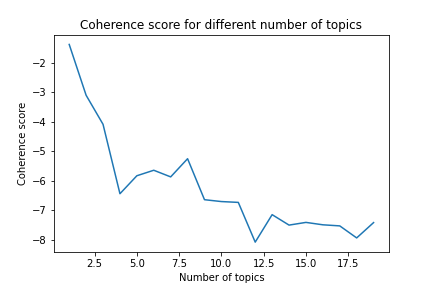 Coherence score for different number of topics
−2
−3
−4
−5
−6
−7
−8
Coherence score
2.5 5.0 7.5 10.0 12.5 15.0 17.5
Number of topics